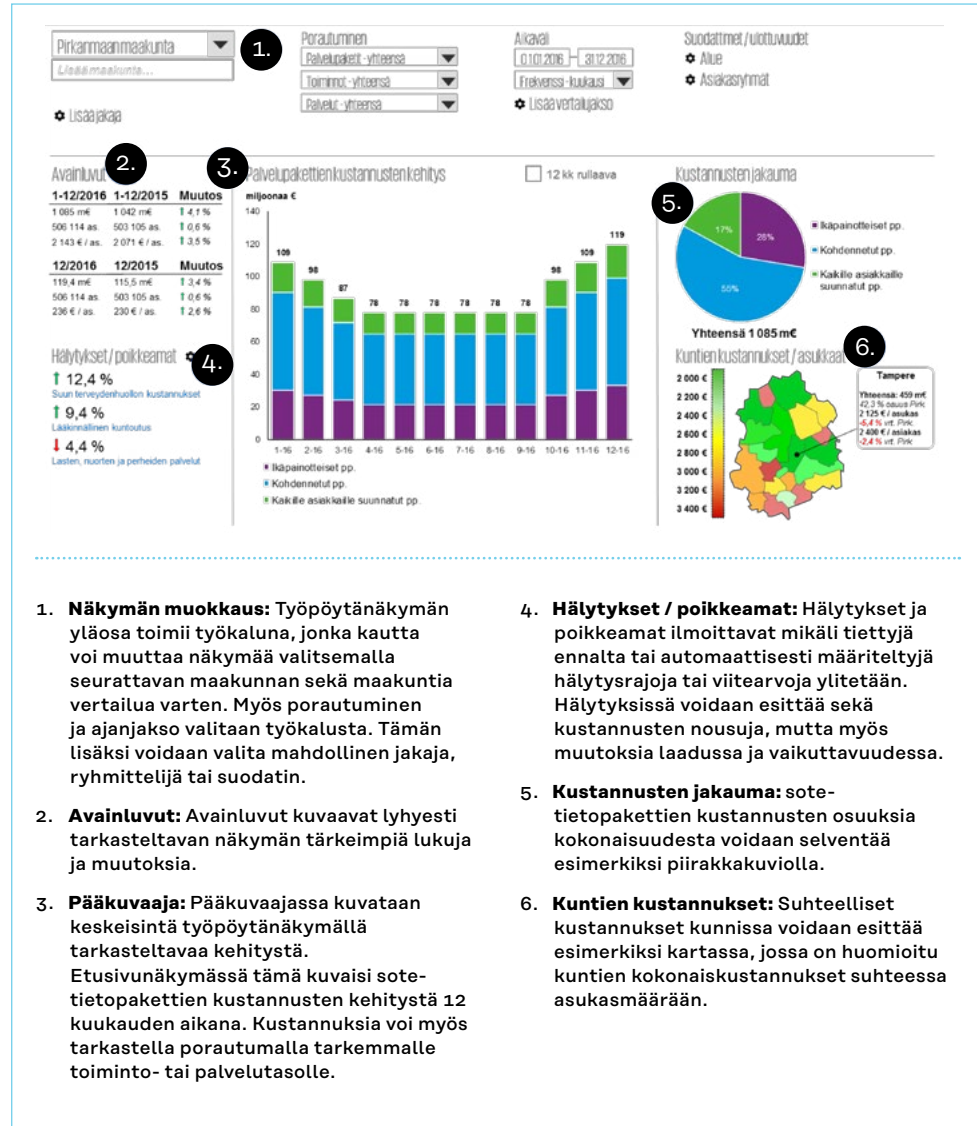 Pirkanmaan maakunta
Lisää maakunta...
Lisää jakaja
1.
Porautuminen
Palvelupaketit - yhteensä
Toiminnot - yhteensä
Palvelut - yhteensä
Aikaväli
01.01.2016 - 31.12.2016
Frekvenssi - kuukaus
Lisää vertailujakso
Suodattimet / ulottuvuudet
Alue
Asiakasryhmät
2.
Avainluvut
1-12/2016 1-12/2015 Muutos
1 085 m€ 1 042 m€ 4,1 %
506 114 as. 503 105 as. 0,6 %
2 143 € / as. 2 071 € / as. 3,5 %
12/2016 12/2015 Muutos
119,4 m€ 115,5 m€ 3,4 %
506 114 as. 503 105 as. 0,6 %
236 € / as. 230 € / as. 2,6 %
Hälytykset / poikkeamat
4.
12,4 %
Suun terveydenhuollon kustannukset
9,4 %
Lääkinnällinen kuntoutus
4,4 %
Lasten, nuorten ja perheiden palvelut
3.
Palvelupakettien kustannusten kehitys
12 kk rullaava
miljoonaa €
140
120
100
80
60
40
20
0
109 98 87 78 78 78 78 78 78 98 109 119
1-16 2-16 3-16 4-16 5-16 6-16 7-16 8-16 9-16 10-16 11-16 12-16
Ikäpainotteiset pp.
Kohdennetut pp.
Kaikille asiakkaille suunnatut pp.
Kustannusten jakauma
5.
17%
28%
55%
Ikäpainotteiset pp.
Kohdennetut pp.
Kaikille asiakkaille
suunnatut pp.
Yhteensä 1 085 m€
Kuntien kustannukset / asukkaat
6.
2 000 €
2 200 €
2 400 €
2 600 €
2 800 €
3 000 €
3 200 €
3 400 €
Tampere
Yhteensä: 459 m€
42,3 % osuus Pirk.
2 125 € / asukas
-5,4 % vrt. Pirk.
2 400 € / asiakas
-2,4 % vrt. Pirk.
1. Näkymän muokkaus: Työpöytänäkymän
yläosa toimii työkaluna, jonka kautta
voi muuttaa näkymää valitsemalla
seurattavan maakunnan sekä maakuntia
vertailua varten. Myös porautuminen
ja ajanjakso valitaan työkalusta. Tämän
lisäksi voidaan valita mahdollinen jakaja,
ryhmittelijä tai suodatin.
2. Avainluvut: Avainluvut kuvaavat lyhyesti
tarkasteltavan näkymän tärkeimpiä lukuja
ja muutoksia.
3. Pääkuvaaja: Pääkuvaajassa kuvataan
keskeisintä työpöytänäkymällä
tarkasteltavaa kehitystä.
Etusivunäkymässä tämä kuvaisi sote-
tietopakettien kustannusten kehitystä 12
kuukauden aikana. Kustannuksia voi myös
tarkastella porautumalla tarkemmalle
toiminto- tai palvelutasolle.
4. Hälytykset / poikkeamat: Hälytykset ja
poikkeamat ilmoittavat mikäli tiettyjä
ennalta tai automaattisesti määriteltyjä
hälytysrajoja tai viitearvoja ylitetään.
Hälytyksissä voidaan esittää sekä
kustannusten nousuja, mutta myös
muutoksia laadussa ja vaikuttavuudessa.
5. Kustannusten jakauma: sote-
tietopakettien kustannusten osuuksia
kokonaisuudesta voidaan selventää
esimerkiksi piirakkakuviolla.
6. Kuntien kustannukset: Suhteelliset
kustannukset kunnissa voidaan esittää
esimerkiksi kartassa, jossa on huomioitu
kuntien kokonaiskustannukset suhteessa
asukasmäärään.